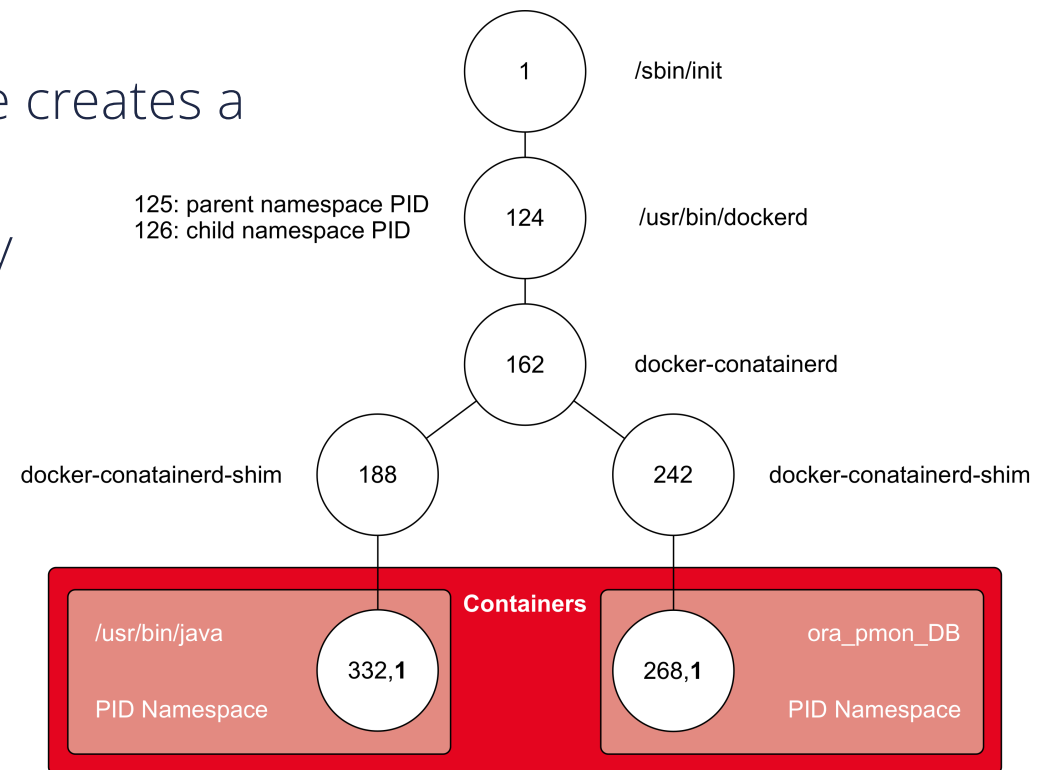 e creates a
y
1
/sbin/init
125: parent namespace PID
126: child namespace PID
124
/usr/bin/dockerd
162
docker-conatainerd
docker-conatainerd-shim
188
242
docker-conatainerd-shim
Containers
/usr/bin/java
PID Namespace
332,1
268,1
ora_pmon_DB
PID Namespace